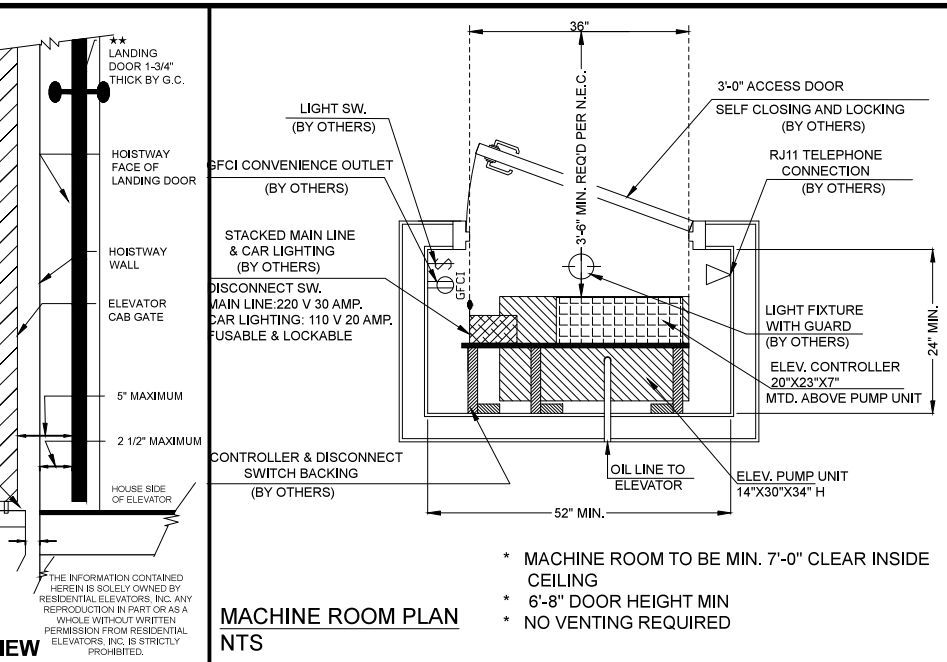 ★★
LANDING
DOOR 1-3/4"
THICK BY G.C.
HOISTWAY
FACE OF
LANDING DOOR
HOISTWAY
WALL
ELEVATOR
CAB GATE
5" MAXIMUM
2 1/2" MAXIMUM
HOUSE SIDE
OF ELEVATOR
THE INFORMATION CONTAINED
HEREIN IS SOLELY OWNED BY
RESIDENTIAL ELEVATORS, INC. ANY
REPRODUCTION IN PART OR AS A
WHOLE WITHOUT WRITTEN
PERMISSION FROM RESIDENTIAL
ELEVATORS, INC. IS STRICTLY
PROHIBITED.
IEW
36"
3'-6" MIN. REQ'D PER N.E.C.
LIGHT SW.
(BY OTHERS)
GFCI CONVENIENCE OUTLET
(BY OTHERS)
STACKED MAIN LINE
& CAR LIGHTING
(BY OTHERS)
DISCONNECT SW.
MAIN LINE:220 V 30 AMP.
CAR LIGHTING: 110 V 20 AMP.
FUSABLE & LOCKABLE
CONTROLLER & DISCONNECT
SWITCH BACKING
(BY OTHERS)
S
GFCI
3'-0" ACCESS DOOR
SELF CLOSING AND LOCKING
(BY OTHERS)
RJ11 TELEPHONE
CONNECTION
(BY OTHERS)
LIGHT FIXTURE
WITH GUARD
(BY OTHERS)
24" MIN.
ELEV. CONTROLLER
20"X23"X7"
MTD. ABOVE PUMP UNIT
ELEV. PUMP UNIT
14"X30"X34" H
OIL LINE TO
ELEVATOR
52" MIN.
* MACHINE ROOM TO BE MIN. 7'-0" CLEAR INSIDE
CEILING
* 6'-8" DOOR HEIGHT MIN
* NO VENTING REQUIRED
MACHINE ROOM PLAN
NTS